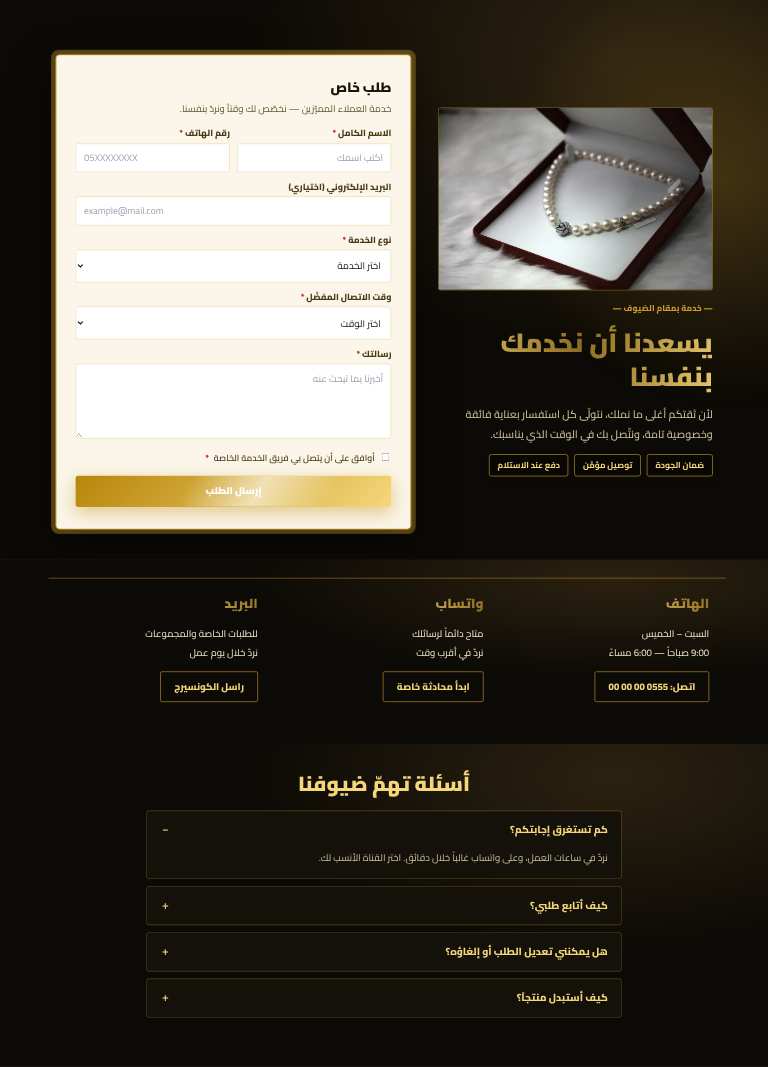 — خدمة بمقام الضيوف —
يسعدنا أن نخدمك
بنفسنا
لأن ثقتكم أغلى ما نملك، نتولّى كل استفسار بعناية فائقة
وخصوصية تامة، ونتّصل بك في الوقت الذي يناسبك.
ضمان الجودة
توصيل مؤمّن
دفع عند الاستلام
طلب خاص
خدمة العملاء المميّزين — نخصّص لك وقتاً ونردّ بنفسنا.
الاسم الكامل *
رقم الهاتف *
اكتب اسمك
05XXXXXXXX
البريد الإلكتروني (اختياري)
example@mail.com
نوع الخدمة *
اختر الخدمة
وقت الاتصال المفضّل *
اختر الوقت
رسالتك *
أخبرنا بما تبحث عنه
أوافق على أن يتصل بي فريق الخدمة الخاصة *
إرسال الطلب
الهاتف
السبت – الخميس
9:00 صباحاً — 6:00 مساءً
اتصل: 0555 00 00 00
واتساب
متاح دائماً لرسائلك
نردّ في أقرب وقت
ابدأ محادثة خاصة
البريد
للطلبات الخاصة والمجموعات
نردّ خلال يوم عمل
راسل الكونسيرج
أسئلة تهمّ ضيوفنا
كم تستغرق إجابتكم؟ −
نردّ في ساعات العمل، وعلى واتساب غالباً خلال دقائق. اختر القناة الأنسب لك.
كيف أتابع طلبي؟ +
هل يمكنني تعديل الطلب أو إلغاؤه؟ +
كيف أستبدل منتجاً؟ +